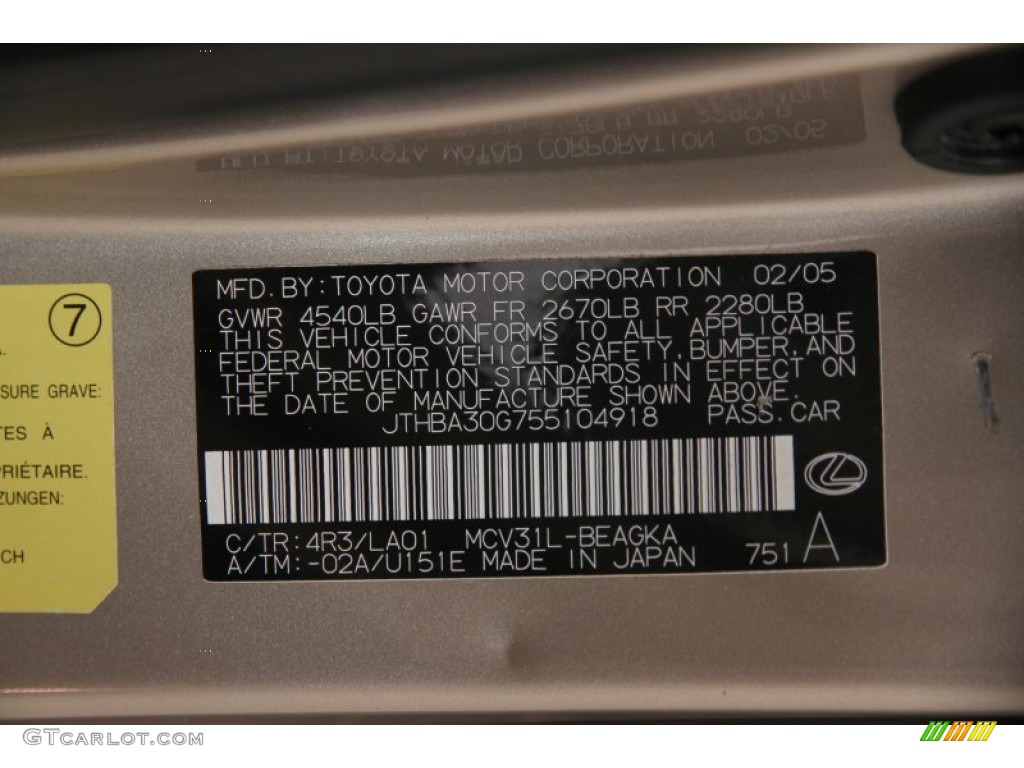 MFD. BY: TOYOTA MOTOR CORPORATION 02/05
GVWR 4540LB GAWR FR 2670LB RR 2280LB
THIS VEHICLE CONFORMS TO ALL APPLICABLE
FEDERAL MOTOR VEHICLE SAFETY, BUMPER, AND
THEFT PREVENTION STANDARDS IN EFFECT ON
THE DATE OF MANUFACTURE SHOWN ABOVE.
JTHBA30G755104918 PASS. CAR
C/TR: 4R3/LA01 MCV31L-BEAGKA
A/TM: -02A/U151E MADE IN JAPAN 751 A
7
SURE GRAVE:
TES À
PRIÉTAIRE.
ZUNGEN:
CH
GTCarLot.com